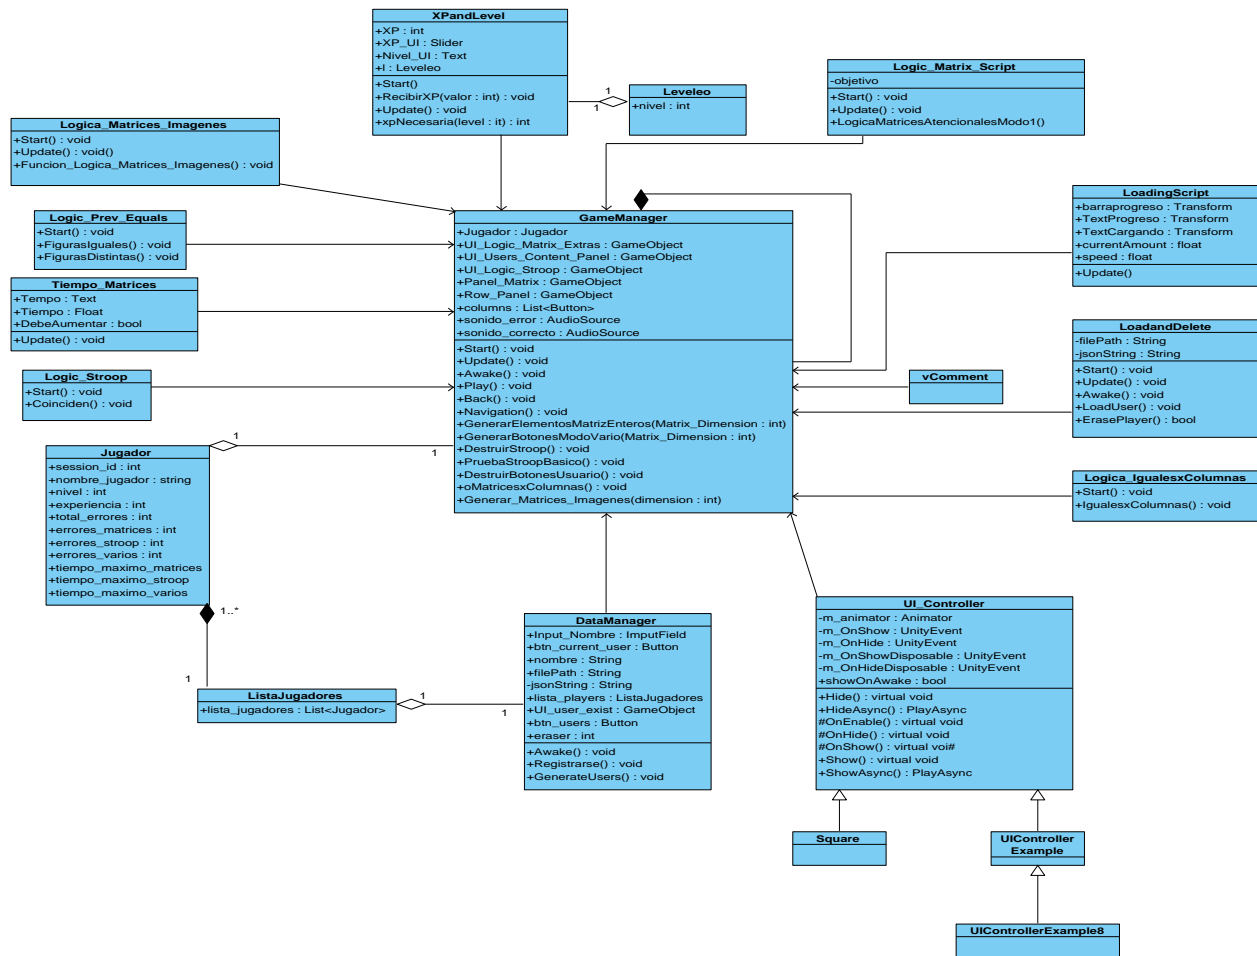 XPandLevel
+XP : int
+XP_UI : Slider
+Nivel_UI : Text
+l : Leveleo
+Start()
+RecibirXP(valor : int) : void
+Update() : void
+xpNecesaria(level : it) : int
1
1
Leveleo
+nivel : int
Logic_Matrix_Script
-objetivo
+Start() : void
+Update() : void
+LogicaMatricesAtencionalesModo1()
Logica_Matrices_Imagenes
+Start() : void
+Update() : void()
+Funcion_Logica_Matrices_Imagenes() : void
Logic_Prev_Equals
+Start() : void
+FigurasIguales() : void
+FigurasDistintas() : void
Tiempo_Matrices
+Tempo : Text
+Tiempo : Float
+DebeAumentar : bool
+Update() : void
Logic_Stroop
+Start() : void
+Coinciden() : void
GameManager
+Jugador : Jugador
+UI_Logic_Matrix_Extras : GameObject
+UI_Users_Content_Panel : GameObject
+UI_Logic_Stroop : GameObject
+Panel_Matrix : GameObject
+Row_Panel : GameObject
+columns : List<Button>
+sonido_error : AudioSource
+sonido_correcto : AudioSource
+Start() : void
+Update() : void
+Awake() : void
+Play() : void
+Back() : void
+Navigation() : void
+GenerarElementosMatrizEnteros(Matrix_Dimension : int)
+GenerarBotonesModoVario(Matrix_Dimension : int)
+DestruirStroop() : void
+PruebaStroopBasico() : void
+DestruirBotonesUsuario() : void
+oMatricesxColumnas() : void
+Generar_Matrices_Imagenes(dimension : int)
LoadingScript
+barraprogreso : Transform
+TextProgreso : Transform
+TextCargando : Transform
+currentAmount : float
+speed : float
+Update()
LoadandDelete
-filePath : String
-jsonString : String
+Start() : void
+Update() : void
+Awake() : void
+LoadUser() : void
+ErasePlayer() : bool
vComment
Logica_IgualesxColumnas
+Start() : void
+IgualesxColumnas() : void
1
1
Jugador
+session_id : int
+nombre_jugador : string
+nivel : int
+experiencia : int
+total_errores : int
+errores_matrices : int
+errores_stroop : int
+errores_varios : int
+tiempo_maximo_matrices
+tiempo_maximo_stroop
+tiempo_maximo_varios
1..*
1
ListaJugadores
+lista_jugadores : List<Jugador>
1
1
DataManager
+Input_Nombre : ImputField
+btn_current_user : Button
+nombre : String
+filePath : String
-jsonString : String
+lista_players : ListaJugadores
+UI_user_exist : GameObject
+btn_users : Button
+eraser : int
+Awake() : void
+Registrarse() : void
+GenerateUsers() : void
UI_Controller
-m_animator : Animator
-m_OnShow : UnityEvent
-m_OnHide : UnityEvent
-m_OnShowDisposable : UnityEvent
-m_OnHideDisposable : UnityEvent
+showOnAwake : bool
+Hide() : virtual void
+HideAsync() : PlayAsync
#OnEnable() : virtual void
#OnHide() : virtual void
#OnShow() : virtual voi#
+Show() : virtual void
+ShowAsync() : PlayAsync
Square
UIController
Example
UIControllerExample8